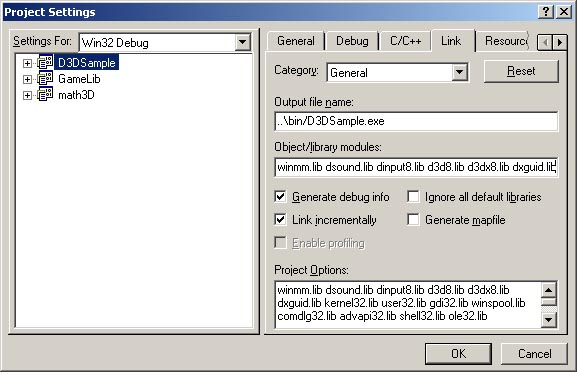 Project Settings
Settings For: Win32 Debug
D3DSample
GameLib
math3D
General Debug C/C++ Link Resourc
Category: General Reset
Output file name:
..\bin/D3DSample.exe
Object/library modules:
winmm.lib dsound.lib dinput8.lib d3d8.lib d3dx8.lib dxguid.lib
Generate debug info Ignore all default libraries
Link incrementally Generate mapfile
Enable profiling
Project Options:
winmm.lib dsound.lib dinput8.lib d3d8.lib d3dx8.lib
dxguid.lib kernel32.lib user32.lib gdi32.lib winspool.lib
comdlg32.lib advapi32.lib shell32.lib ole32.lib
OK Cancel